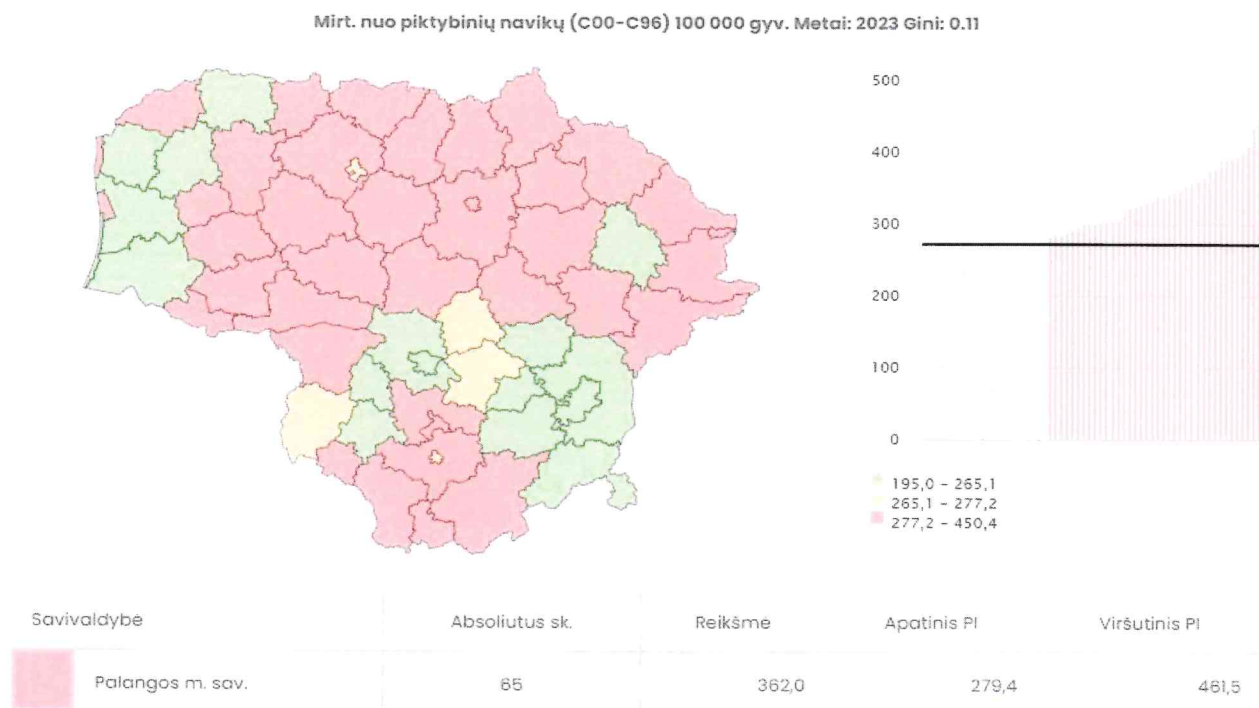 Mirt. nuo piktybinių navikų (C00-C96) 100 000 gyv. Metai: 2023 Gini: 0.11
500
400
300
200
100
0
195,0 - 265,1
265,1 - 277,2
277,2 - 450,4
Savivaldybė Absoliutus sk. Reikšmė Apatinis PI Viršutinis PI
Palangos m. sav. 65 362,0 279,4 461,5